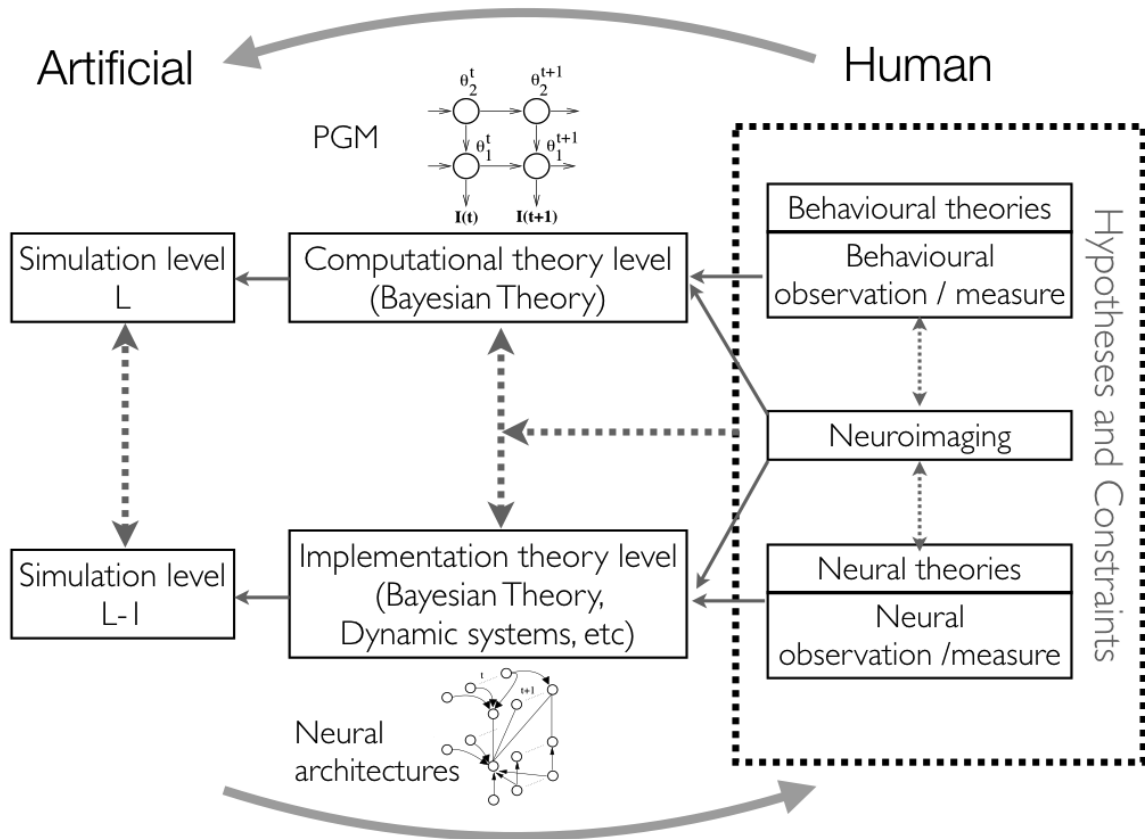 Artificial
Human
PGM
θ₂ᵗ
θ₂ᵗ⁺¹
θ₁ᵗ
θ₁ᵗ⁺¹
I(t)
I(t+1)
Simulation level
L
Computational theory level
(Bayesian Theory)
Behavioural theories
Behavioural
observation / measure
Neuroimaging
Hypotheses and Constraints
Simulation level
L-1
Implementation theory level
(Bayesian Theory,
Dynamic systems, etc)
Neural theories
Neural
observation /measure
Neural
architectures
t
t+1